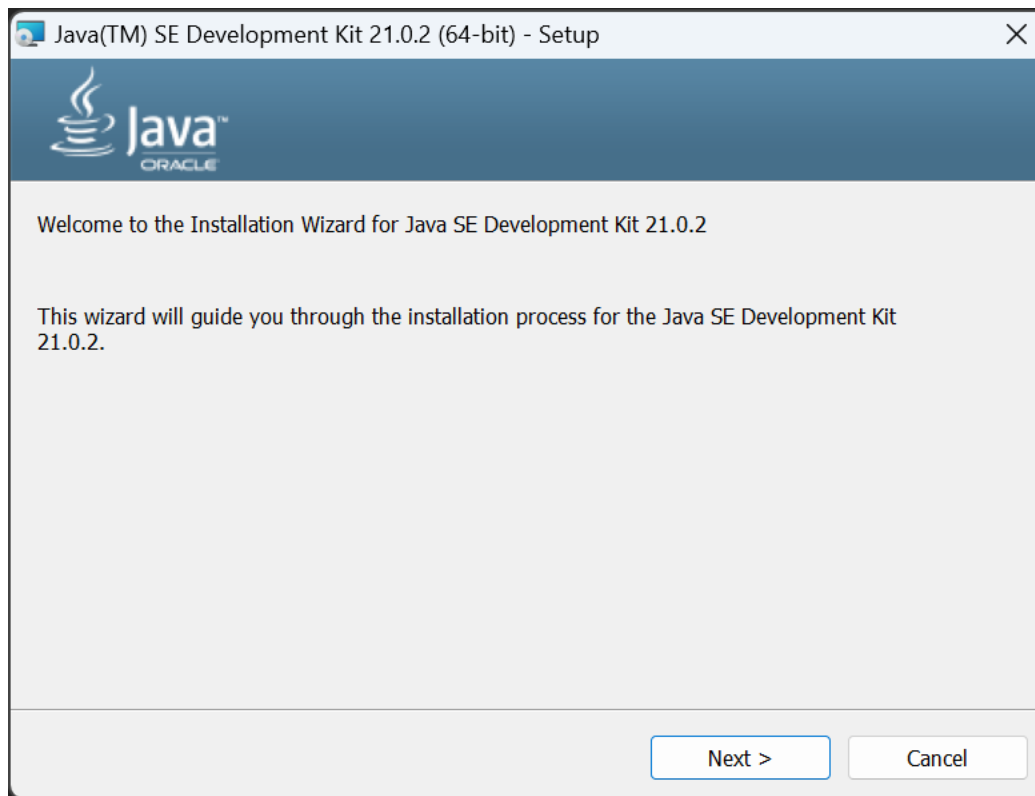 Java(TM) SE Development Kit 21.0.2 (64-bit) - Setup
Java™
ORACLE
Welcome to the Installation Wizard for Java SE Development Kit 21.0.2
This wizard will guide you through the installation process for the Java SE Development Kit
21.0.2.
Next > Cancel